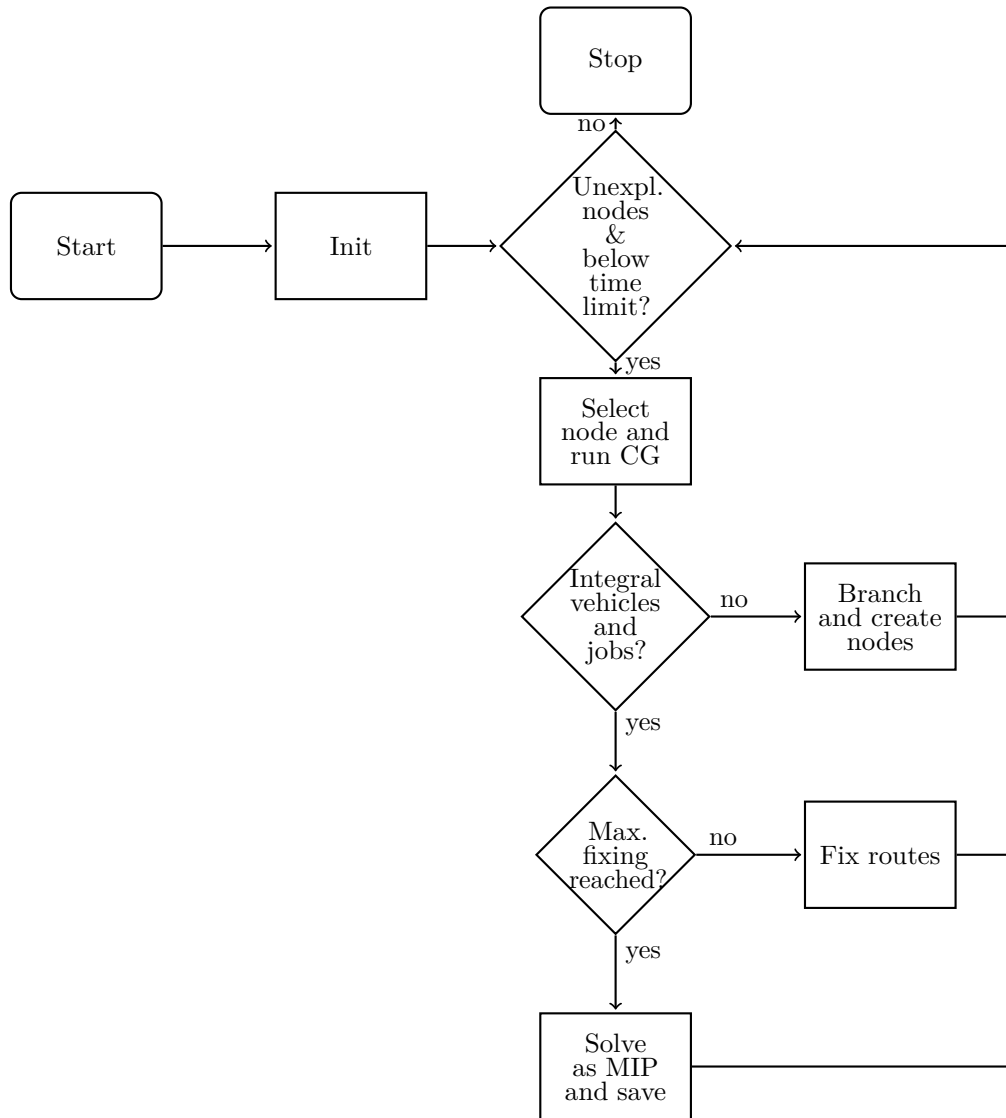 Stop
no
Start
Init
Unexpl.
nodes
&
below
time
limit?
yes
Select
node and
run CG
Integral
vehicles
and
jobs?
no
Branch
and create
nodes
yes
Max.
fixing
reached?
no
Fix routes
yes
Solve
as MIP
and save